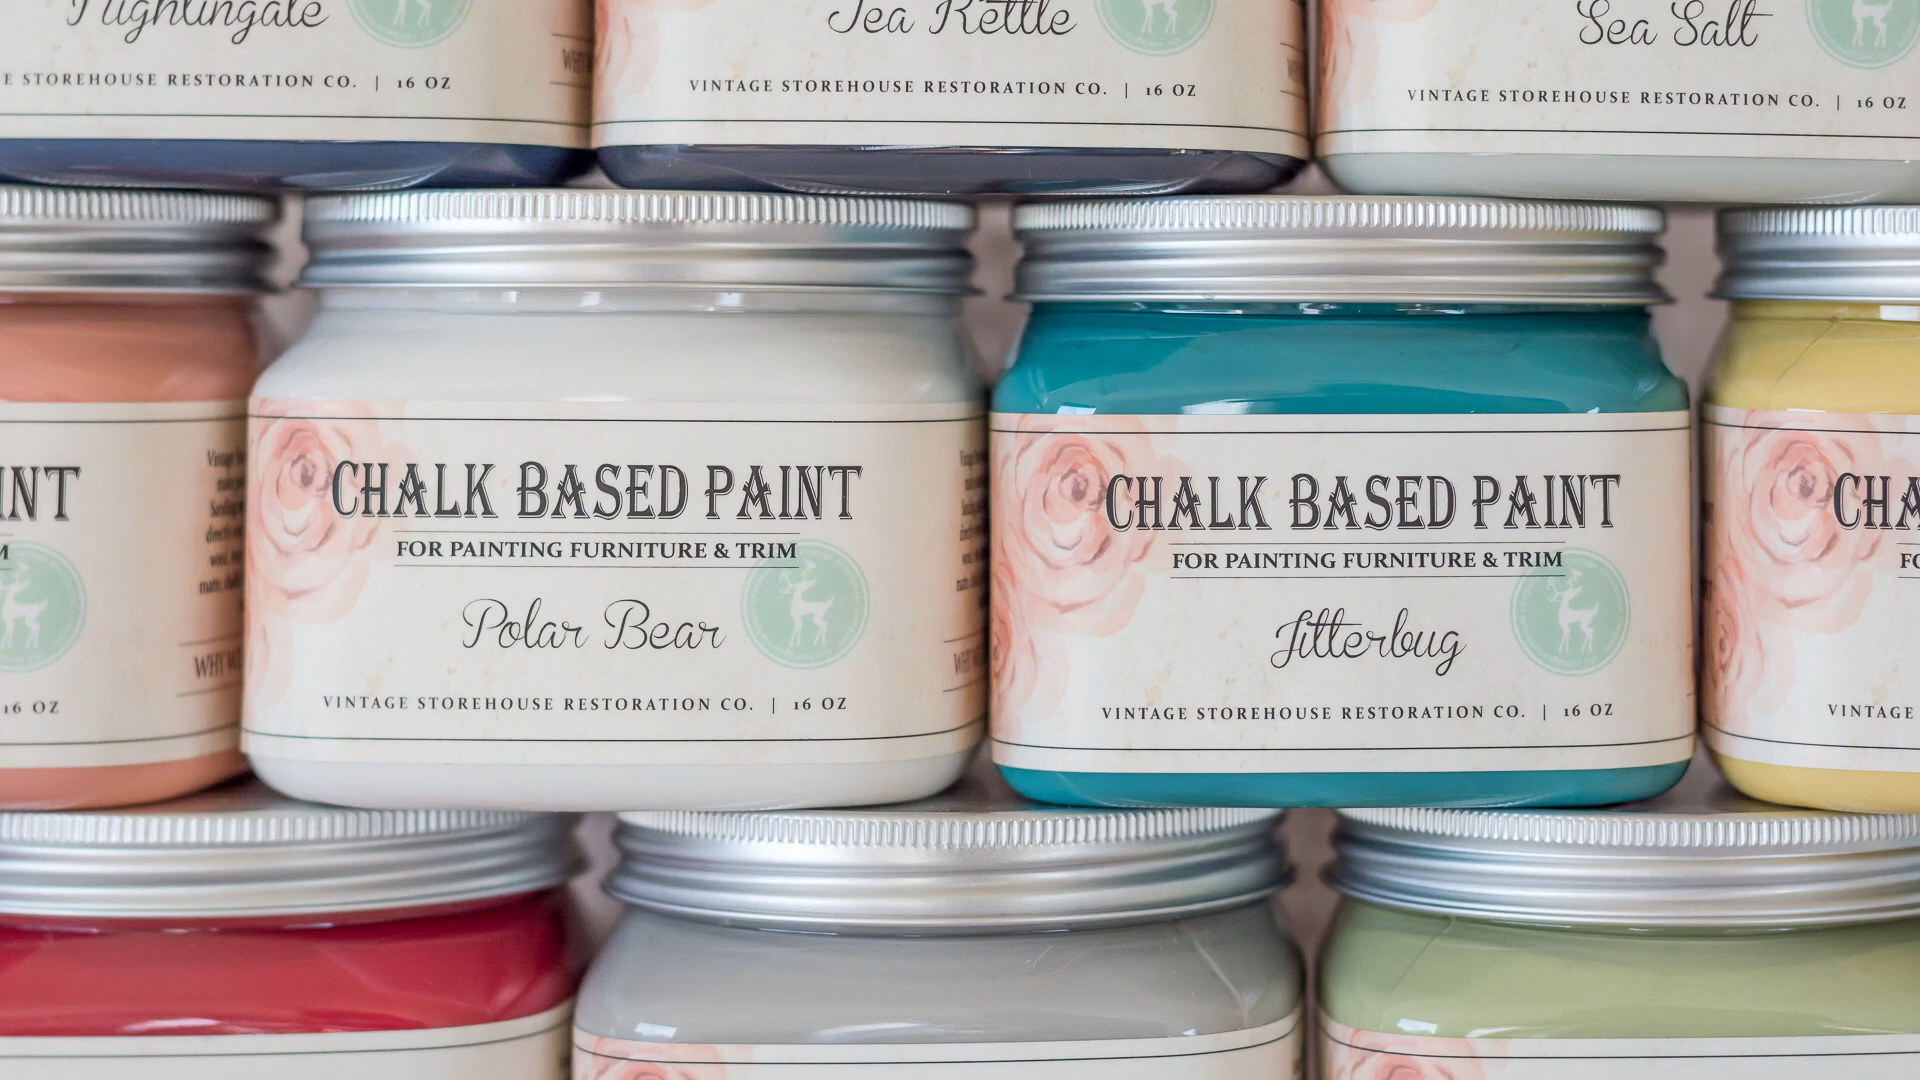 Nightingale
E STOREHOUSE RESTORATION CO. | 16 OZ
Tea Kettle
VINTAGE STOREHOUSE RESTORATION CO. | 16 OZ
Sea Salt
VINTAGE STOREHOUSE RESTORATION CO. | 16 OZ
INT
16 OZ
CHALK BASED PAINT
FOR PAINTING FURNITURE & TRIM
Polar Bear
VINTAGE STOREHOUSE RESTORATION CO. | 16 OZ
CHALK BASED PAINT
FOR PAINTING FURNITURE & TRIM
Jitterbug
VINTAGE STOREHOUSE RESTORATION CO. | 16 OZ
CHA
FO
VINTAGE